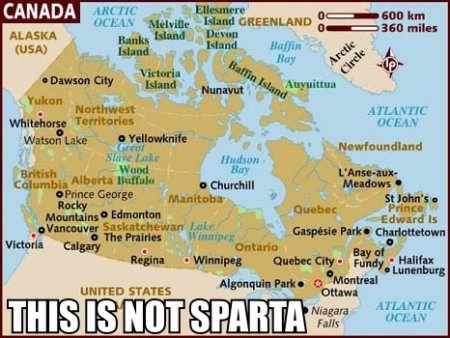 CANADA
ARCTIC
OCEAN
Ellesmere
Island
GREENLAND
0 600 km
0 360 miles
ALASKA
(USA)
Melville
Island
Devon
Island
Banks
Island
Baffin
Bay
Arctic
Circle
LP
Victoria
Island
Baffin Island
Auyuittua
Dawson City
Yukon
Northwest
Territories
Nunavut
ATLANTIC
OCEAN
Whitehorse
Watson Lake
Yellowknife
Great
Slave Lake
Hudson
Bay
Newfoundland
British
Columbia
Alberta
Wood
Buffalo
Churchill
L'Anse-aux-
Meadows
Prince George
Manitoba
St John's
Rocky
Mountains
Edmonton
Quebec
Prince
Edward Is
Vancouver
Saskatchewan
Lake
Winnipeg
Gaspésie Park
Charlottetown
Victoria
Calgary
The Prairies
Ontario
Quebec City
Bay of
Fundy
Halifax
Regina
Winnipeg
Lunenburg
Algonquin Park
Montreal
Ottawa
UNITED STATES
Niagara
Falls
ATLANTIC
OCEAN
THIS IS NOT SPARTA